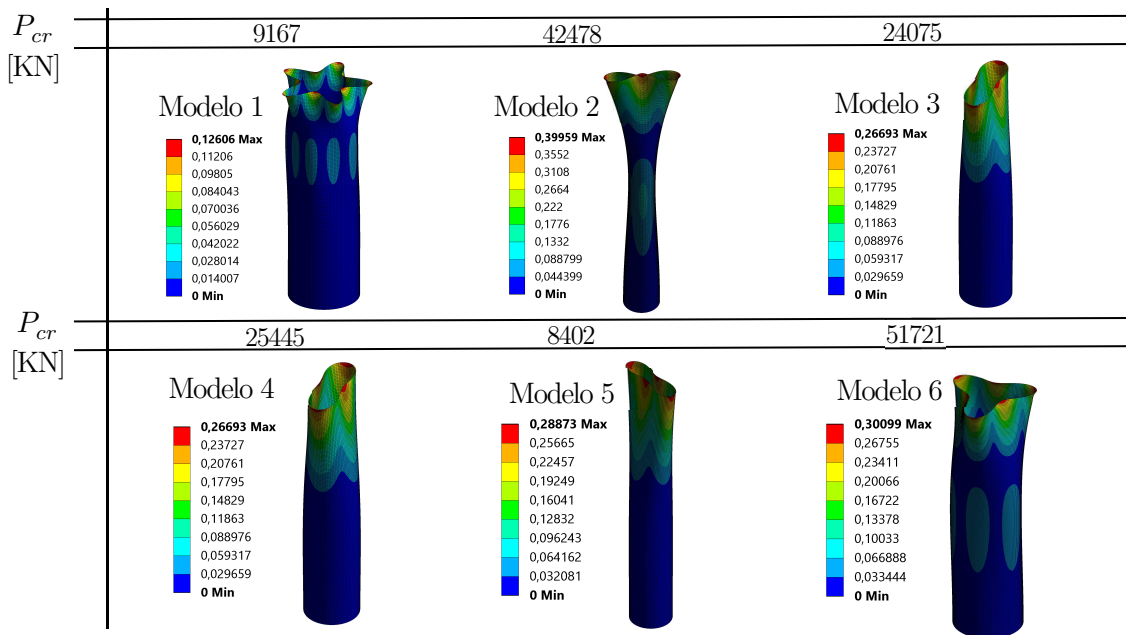 P_cr 9167 42478 24075
[KN]
Modelo 1
0,12606 Max
0,11206
0,09805
0,084043
0,070036
0,056029
0,042022
0,028014
0,014007
0 Min
Modelo 2
0,39959 Max
0,3552
0,3108
0,2664
0,222
0,1776
0,1332
0,088799
0,044399
0 Min
Modelo 3
0,26693 Max
0,23727
0,20761
0,17795
0,14829
0,11863
0,088976
0,059317
0,029659
0 Min
P_cr 25445 8402 51721
[KN]
Modelo 4
0,26693 Max
0,23727
0,20761
0,17795
0,14829
0,11863
0,088976
0,059317
0,029659
0 Min
Modelo 5
0,28873 Max
0,25665
0,22457
0,19249
0,16041
0,12832
0,096243
0,064162
0,032081
0 Min
Modelo 6
0,30099 Max
0,26755
0,23411
0,20066
0,16722
0,13378
0,10033
0,066888
0,033444
0 Min